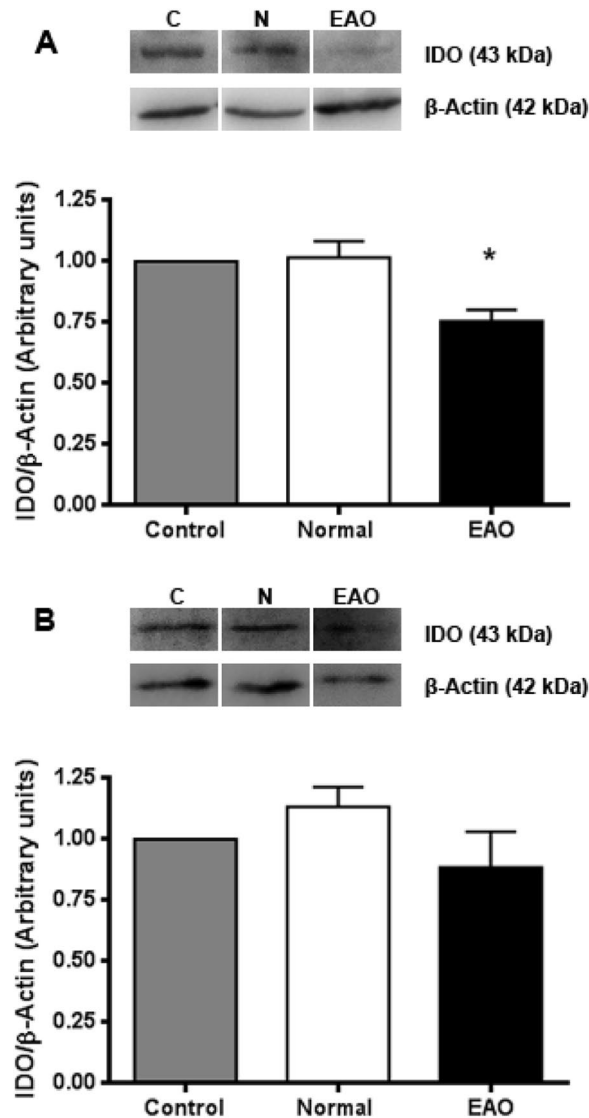 A
C N EAO
IDO (43 kDa)
β-Actin (42 kDa)
IDO/β-Actin (Arbitrary units)
1.25
1.00
0.75
0.50
0.25
0.00
*
Control Normal EAO
B
C N EAO
IDO (43 kDa)
β-Actin (42 kDa)
IDO/β-Actin (Arbitrary units)
1.25
1.00
0.75
0.50
0.25
0.00
Control Normal EAO